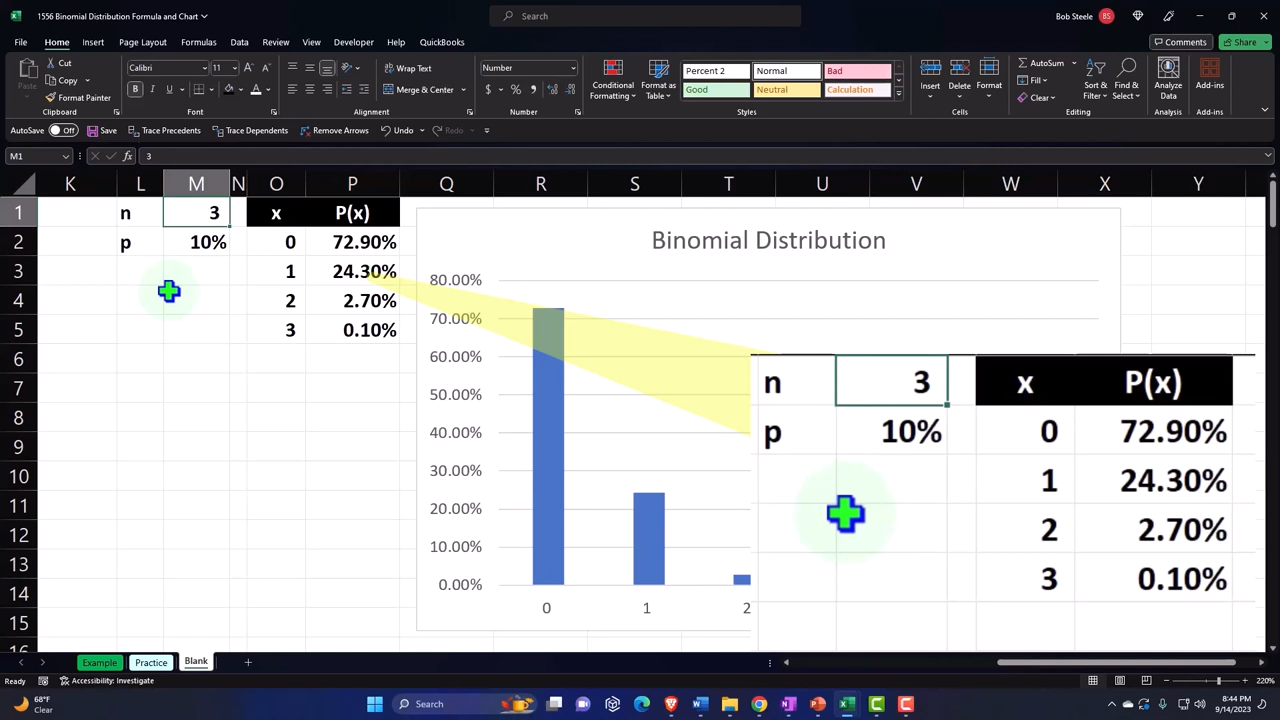 1556 Binomial Distribution Formula and Chart
Search
Bob Steele BS
File Home Insert Page Layout Formulas Data Review View Developer Help QuickBooks
Comments Share
Cut
Copy
Format Painter
Clipboard
Calibri 11
B I U
Font
Wrap Text
Merge & Center
Alignment
Number
$ % 
Number
Conditional Formatting
Format as Table
Percent 2 Normal Bad
Good Neutral Calculation
Styles
Insert Delete Format
Cells
AutoSum
Fill
Clear
Sort & Filter
Find & Select
Editing
Analyze Data
Analysis
Add-ins
Add-ins
AutoSave Off Save Trace Precedents Trace Dependents Remove Arrows Undo Redo
M1 fx 3
K L M N O P Q R S T U V W X Y
1 n 3 x P(x)
2 p 10% 0 72.90%
3 1 24.30%
4 2 2.70%
5 3 0.10%
6
7
8
9
10
11
12
13
14
15
16
Binomial Distribution
80.00%
70.00%
60.00%
50.00%
40.00%
30.00%
20.00%
10.00%
0.00%
0 1 2
n 3 x P(x)
p 10% 0 72.90%
1 24.30%
2 2.70%
3 0.10%
Example Practice Blank
Ready Accessibility: Investigate
220%
68°F
Clear
Search
8:44 PM
9/14/2023